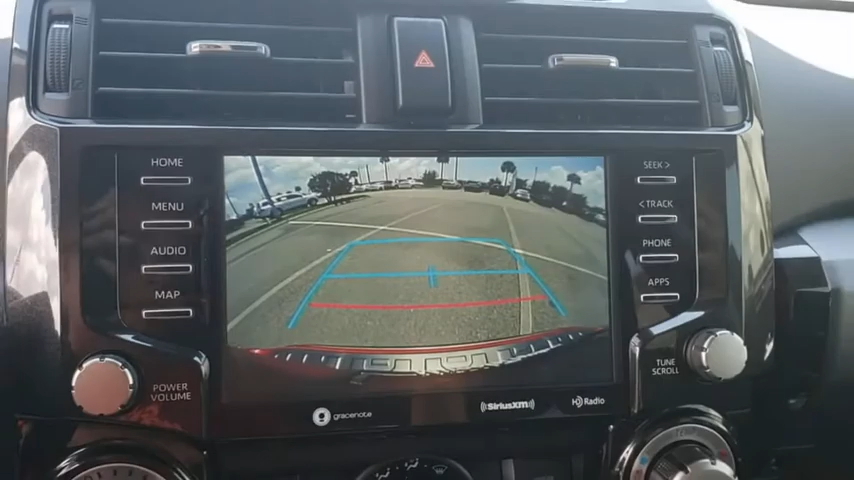 HOME
MENU
AUDIO
MAP
POWER
VOLUME
SEEK >
< TRACK
PHONE
APPS
TUNE
SCROLL
gracenote
SiriusXM
HD Radio